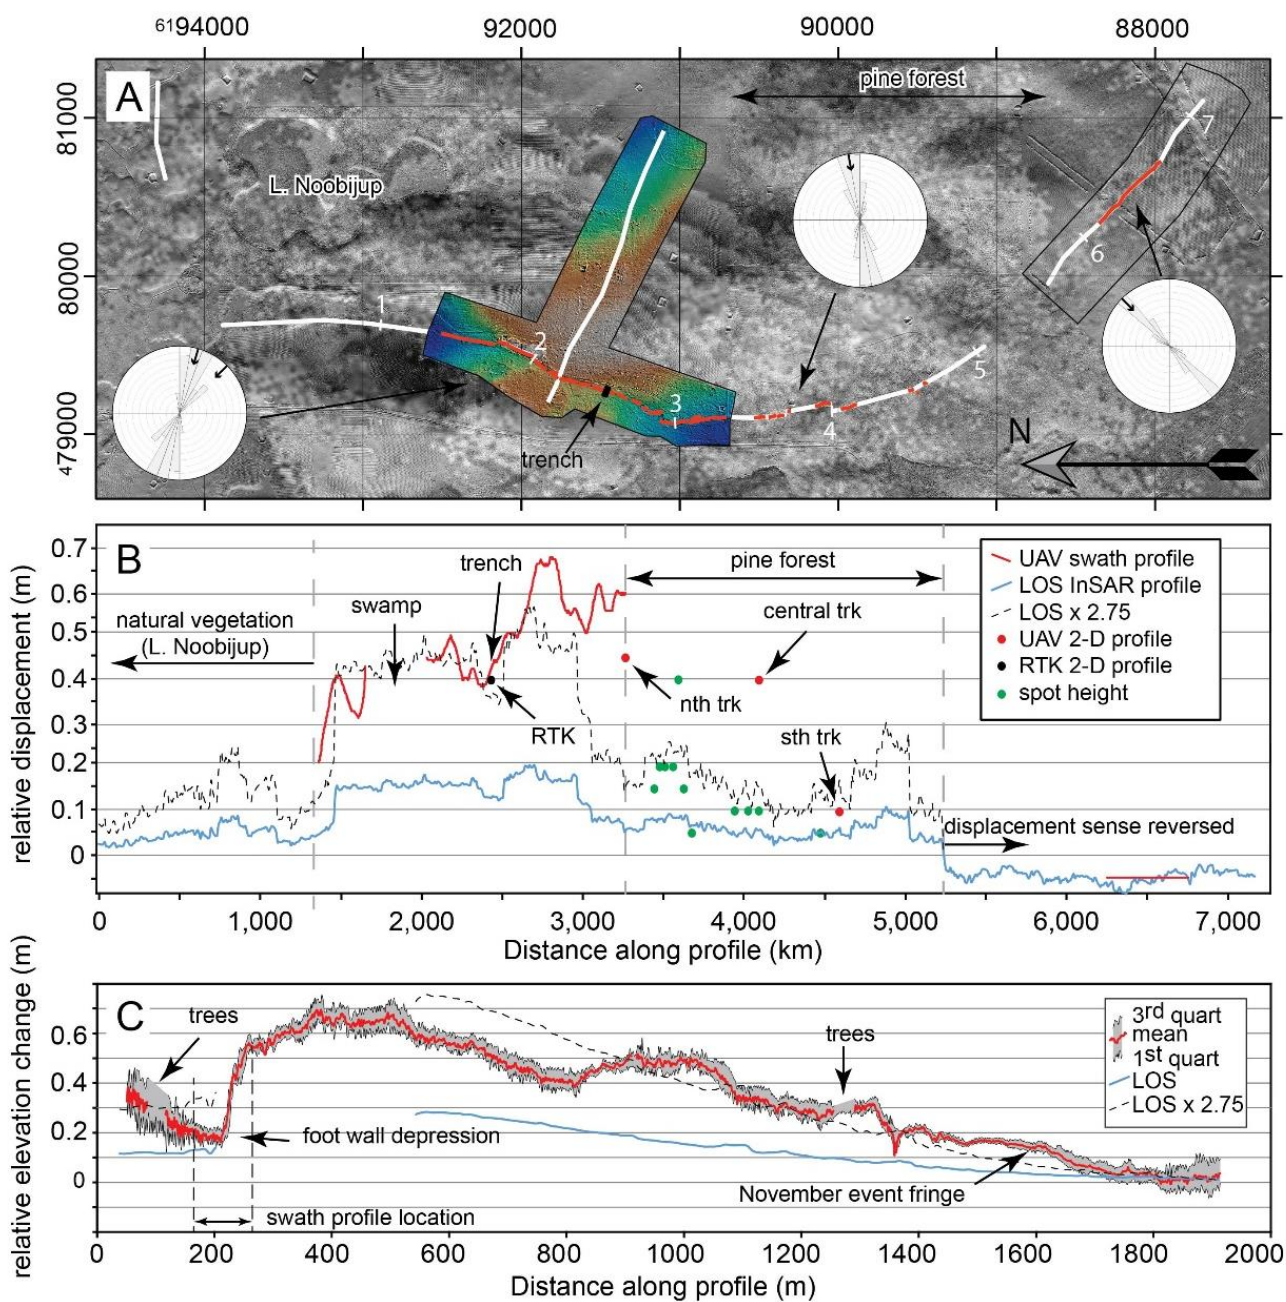 6194000
92000
90000
88000
A
pine forest
81000
L. Noobijup
7
6
80000
1
2
5
3
4
479000
trench
N
B
0.7
0.6
0.5
0.4
0.3
0.2
0.1
0
relative displacement (m)
natural vegetation
(L. Noobijup)
swamp
trench
RTK
pine forest
central trk
nth trk
sth trk
UAV swath profile
LOS InSAR profile
LOS x 2.75
UAV 2-D profile
RTK 2-D profile
spot height
displacement sense reversed
0
1,000
2,000
3,000
4,000
5,000
6,000
7,000
Distance along profile (km)
C
relative elevation change (m)
0.6
0.4
0.2
0
trees
foot wall depression
swath profile location
trees
November event fringe
3rd quart
mean
1st quart
LOS
LOS x 2.75
0
200
400
600
800
1000
1200
1400
1600
1800
2000
Distance along profile (m)